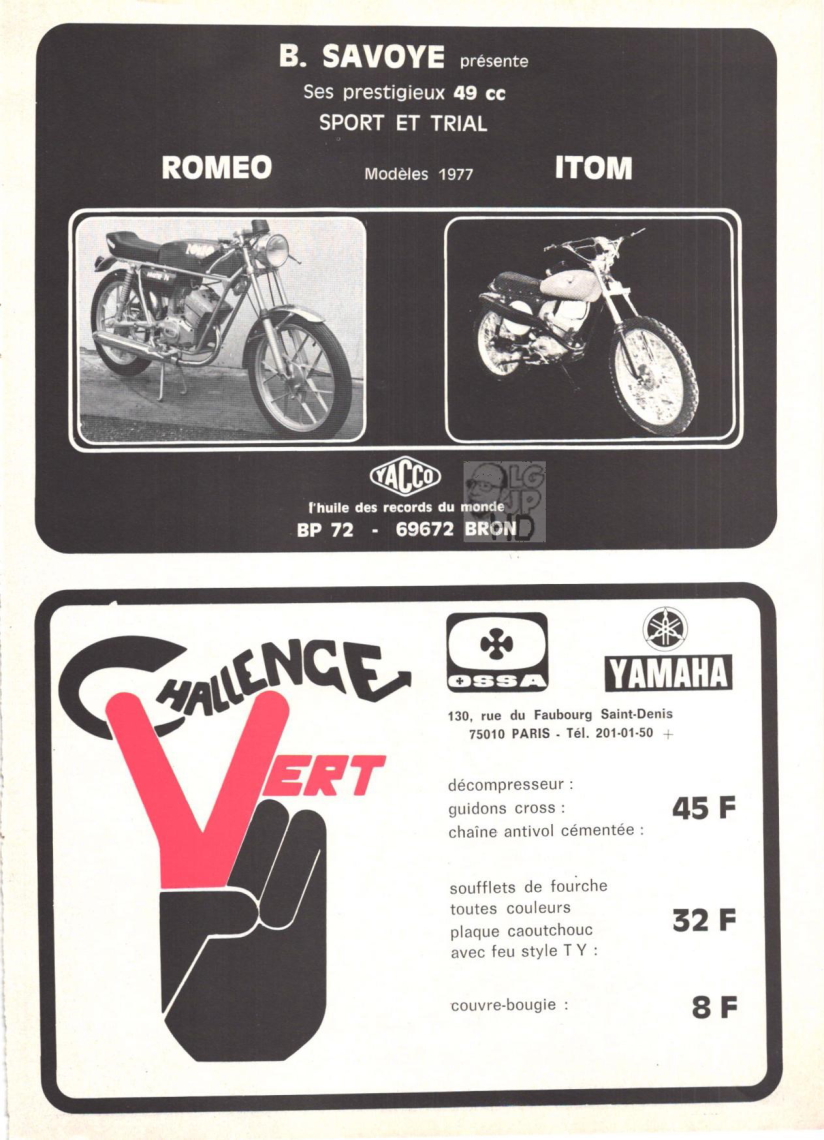 B. SAVOYE présente
Ses prestigieux 49 cc
SPORT ET TRIAL
ROMEO Modèles 1977 ITOM
YACCO
l'huile des records du monde
BP 72 - 69672 BRON
LG
JP
HD
CHALLENGE
VERT
OSSA
YAMAHA
130, rue du Faubourg Saint-Denis
75010 PARIS - Tél. 201-01-50 +
décompresseur :
guidons cross :
chaîne antivol cémentée :
45 F
soufflets de fourche
toutes couleurs
plaque caoutchouc
avec feu style T Y :
32 F
couvre-bougie :
8 F